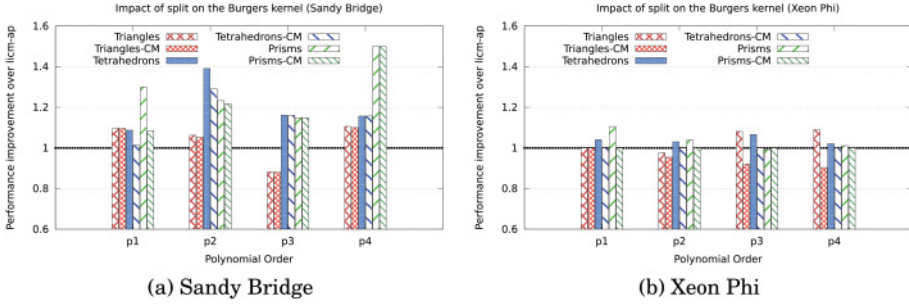 Impact of split on the Burgers kernel (Sandy Bridge)
Performance improvement over licm-ap
1.6
1.4
1.2
1
0.8
0.6
Triangles
Triangles-CM
Tetrahedrons
Tetrahedrons-CM
Prisms
Prisms-CM
p1 p2 p3 p4
Polynomial Order
(a) Sandy Bridge
Impact of split on the Burgers kernel (Xeon Phi)
Performance improvement over licm-ap
1.6
1.4
1.2
1
0.8
0.6
Triangles
Triangles-CM
Tetrahedrons
Tetrahedrons-CM
Prisms
Prisms-CM
p1 p2 p3 p4
Polynomial Order
(b) Xeon Phi